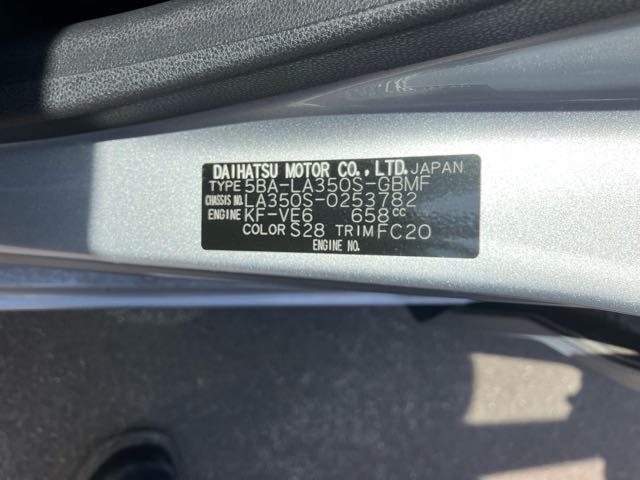 DAIHATSU MOTOR CO., LTD. JAPAN
TYPE 5BA-LA350S-GBMF
CHASSIS NO. LA350S-0253782
ENGINE KF-VE6 658cc
COLOR S28 TRIM FC20
ENGINE NO.